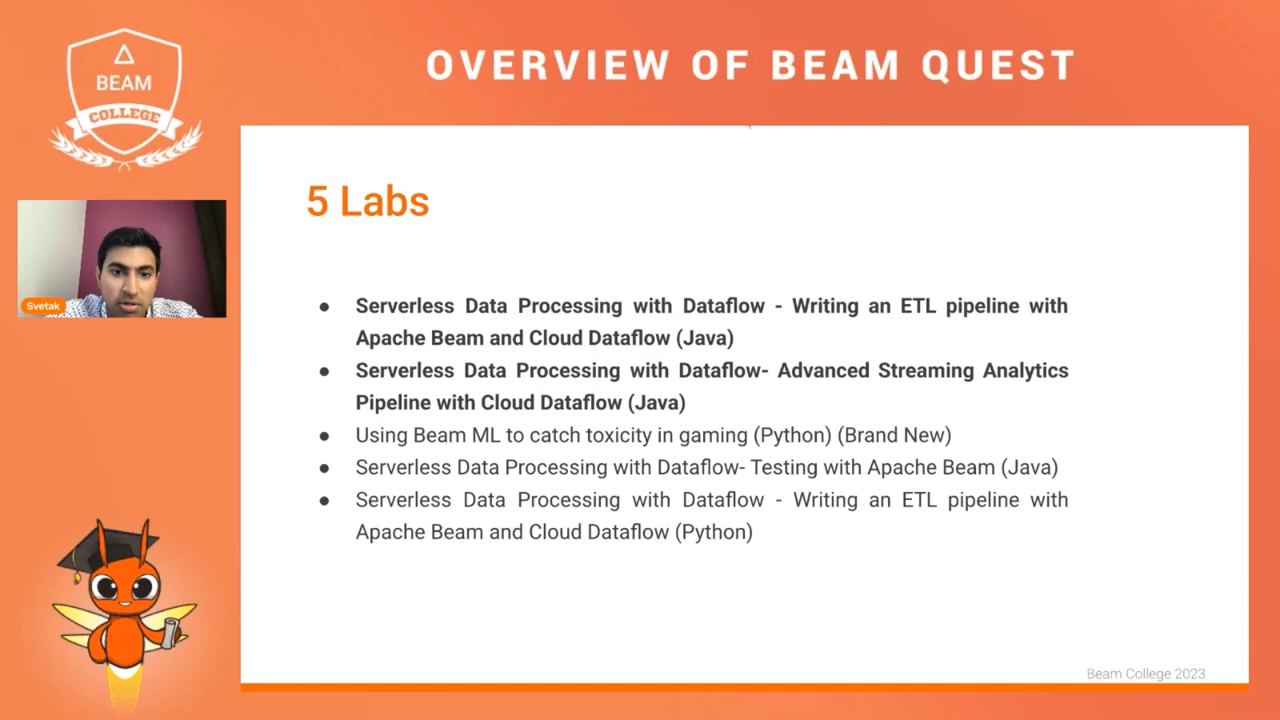 OVERVIEW OF BEAM QUEST
BEAM
COLLEGE
5 Labs
Svetak
● Serverless Data Processing with Dataflow - Writing an ETL pipeline with
Apache Beam and Cloud Dataflow (Java)
● Serverless Data Processing with Dataflow- Advanced Streaming Analytics
Pipeline with Cloud Dataflow (Java)
● Using Beam ML to catch toxicity in gaming (Python) (Brand New)
● Serverless Data Processing with Dataflow- Testing with Apache Beam (Java)
● Serverless Data Processing with Dataflow - Writing an ETL pipeline with
Apache Beam and Cloud Dataflow (Python)
Beam College 2023